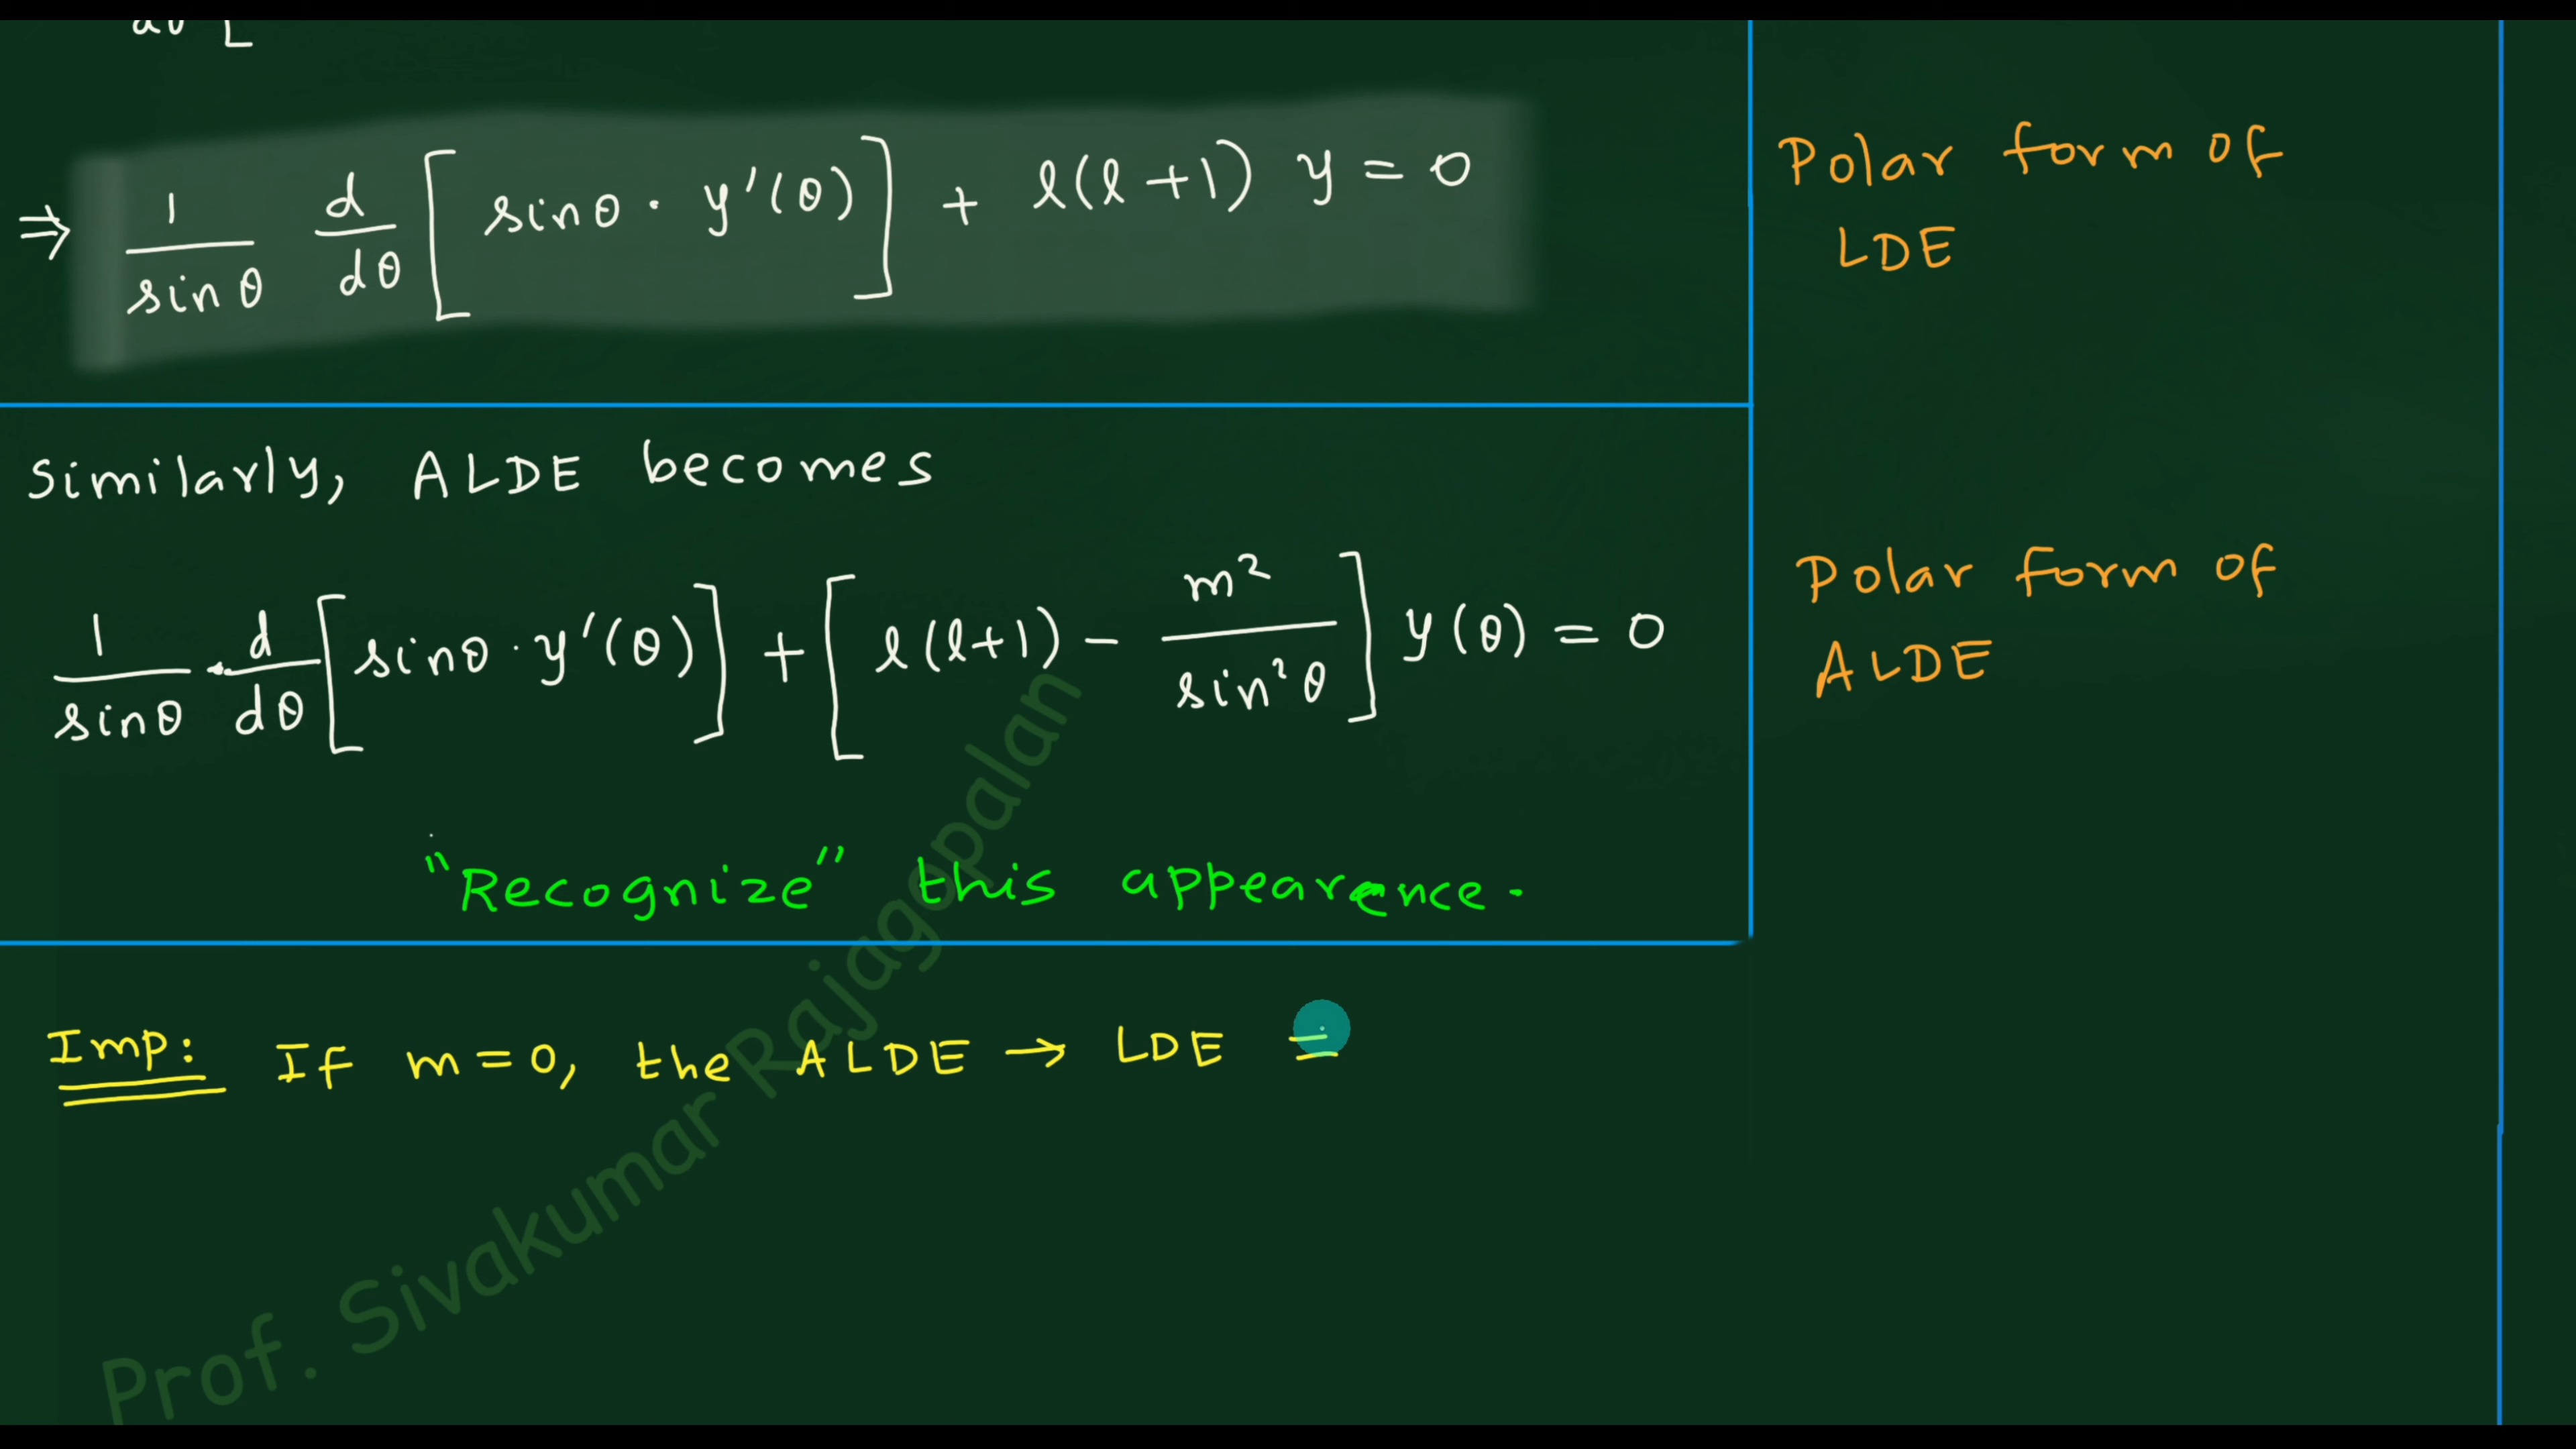 ⇒ 1/sinθ d/dθ [ sinθ · y′(θ) ] + l(l+1) y = 0
Polar form of
LDE
Similarly, ALDE becomes
1/sinθ · d/dθ [ sinθ · y′(θ) ] + [ l(l+1) − m²/sin²θ ] y(θ) = 0
Polar form of
ALDE
"Recognize" this appearence.
Imp: If m = 0, the ALDE → LDE =
Prof. Sivakumar Rajagopalan